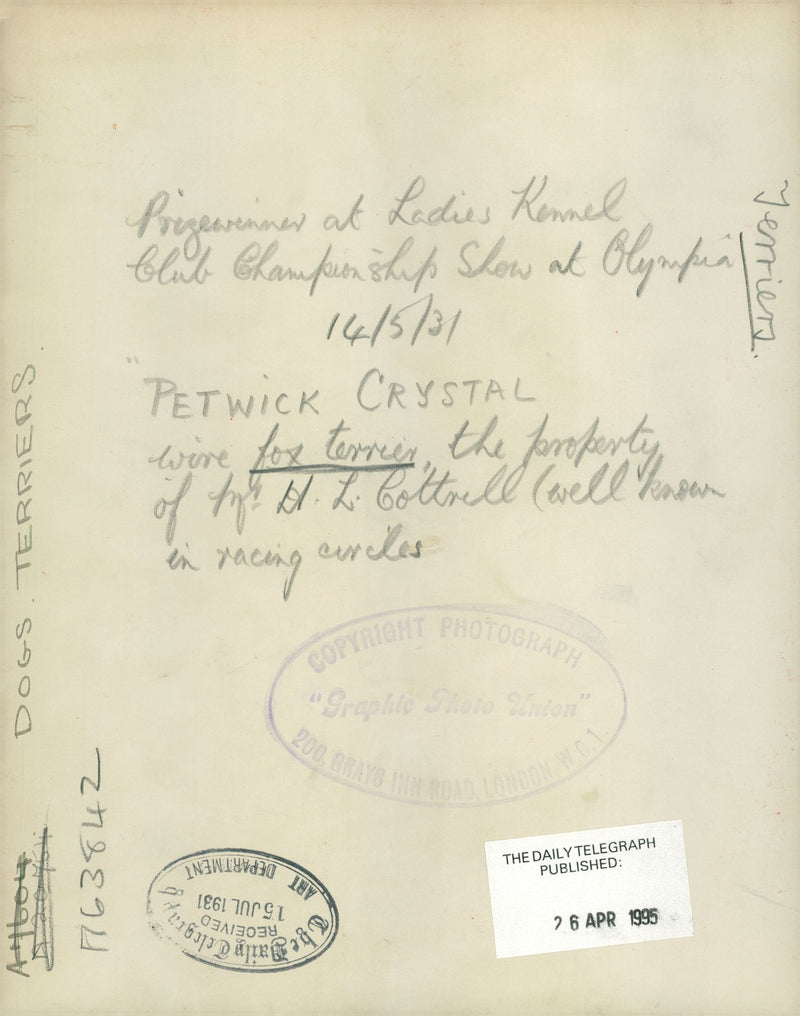 Prizewinner at Ladies Kennel
Club Championship Show at Olympia
14/5/31
"PETWICK CRYSTAL
wire fox terrier, the property
of Mrs H. L. Cottrell (well known
in racing circles
Terriers.
DOGS. TERRIERS.
M63842
COPYRIGHT PHOTOGRAPH
"Graphic Photo Union"
200, GRAYS INN ROAD, LONDON, W.C.1.
The Daily Telegraph
RECEIVED
15 JUL 1931
ART DEPARTMENT
THE DAILY TELEGRAPH
PUBLISHED:
26 APR 1995